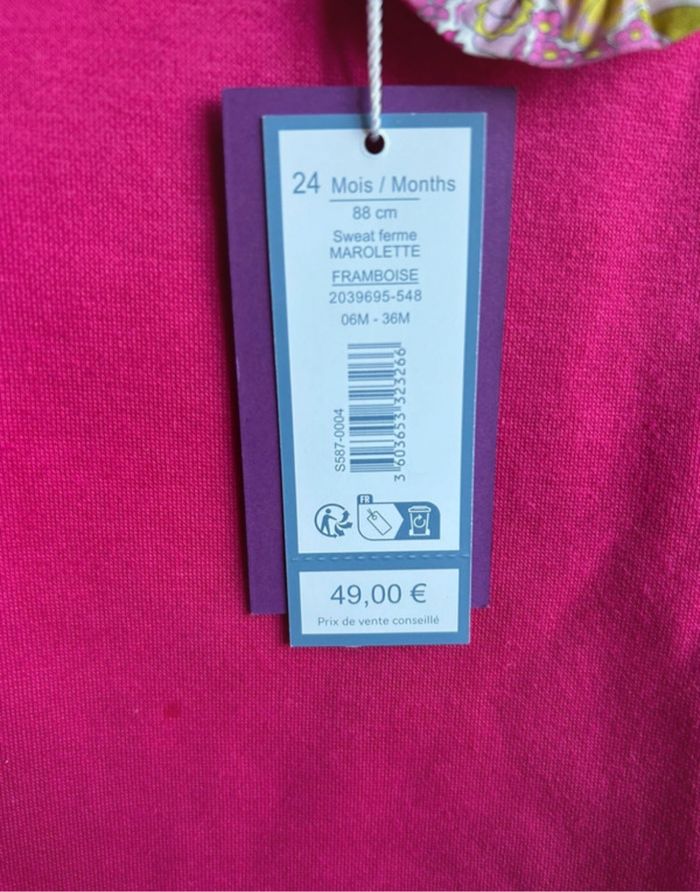 24 Mois / Months
88 cm
Sweat ferme
MAROLETTE
FRAMBOISE
2039695-548
06M - 36M
S587-0004
3 603653 323266
FR
49,00 €
Prix de vente conseillé